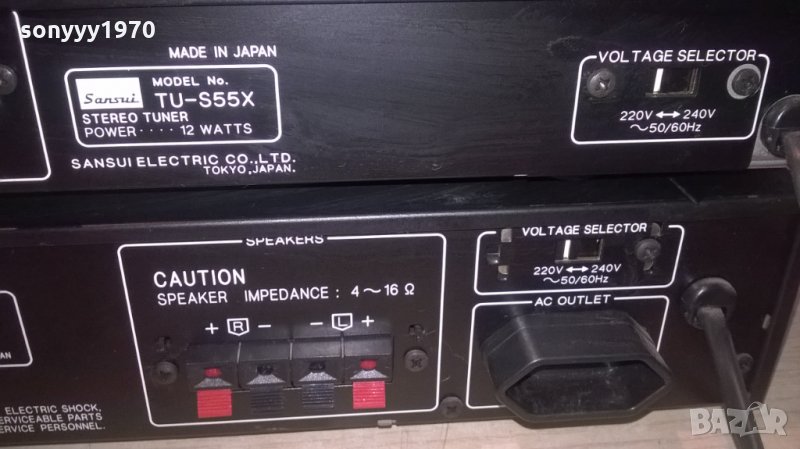 sonyyy1970
MADE IN JAPAN
Sansui
MODEL No.
TU-S55X
STEREO TUNER
POWER ···· 12 WATTS
SANSUI ELECTRIC CO., LTD.
TOKYO, JAPAN.
VOLTAGE SELECTOR
220V ↔ 240V
~50/60Hz
SPEAKERS
CAUTION
SPEAKER IMPEDANCE : 4~16 Ω
+ R - - L +
VOLTAGE SELECTOR
220V ↔ 240V
~50/60Hz
AC OUTLET
ELECTRIC SHOCK,
SERVICEABLE PARTS
SERVICE PERSONNEL.
BAZAR